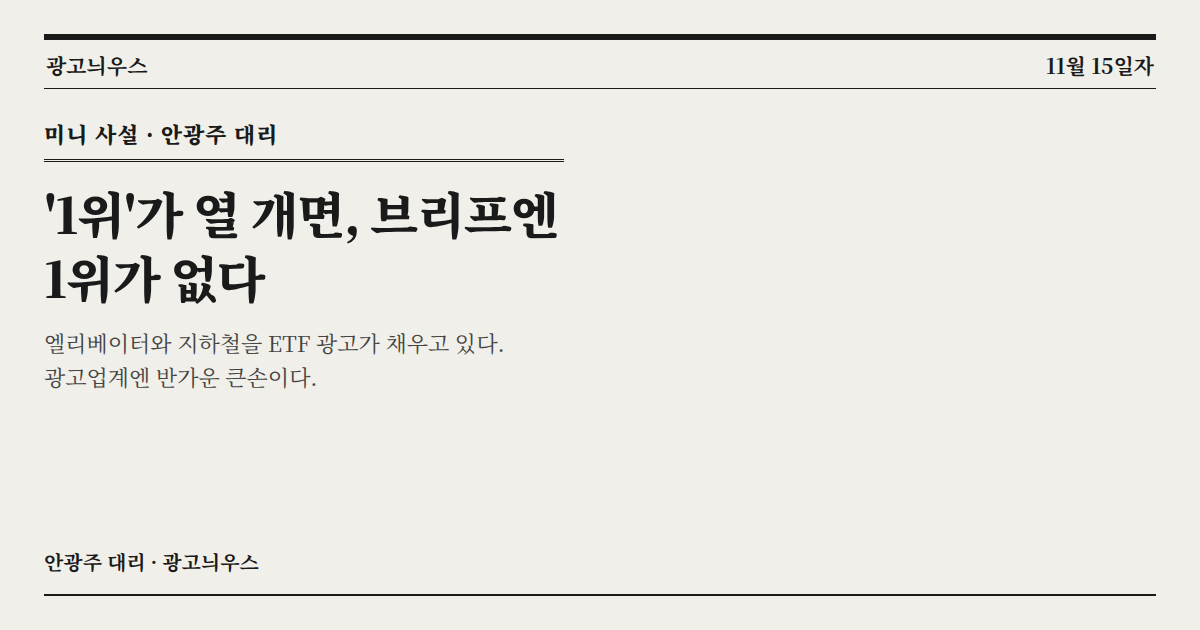 광고늬우스
11월 15일자
미니 사설 · 안광주 대리
'1위'가 열 개면, 브리프엔
1위가 없다
엘리베이터와 지하철을 ETF 광고가 채우고 있다.
광고업계엔 반가운 큰손이다.
안광주 대리 · 광고늬우스